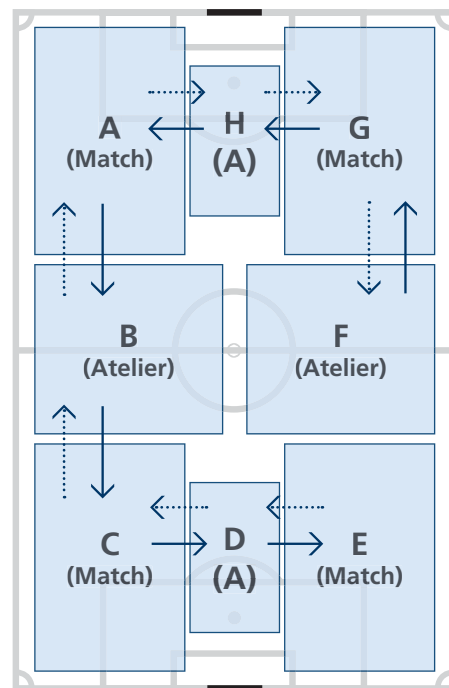 A
(Match)
H
(A)
G
(Match)
B
(Atelier)
F
(Atelier)
C
(Match)
D
(A)
E
(Match)